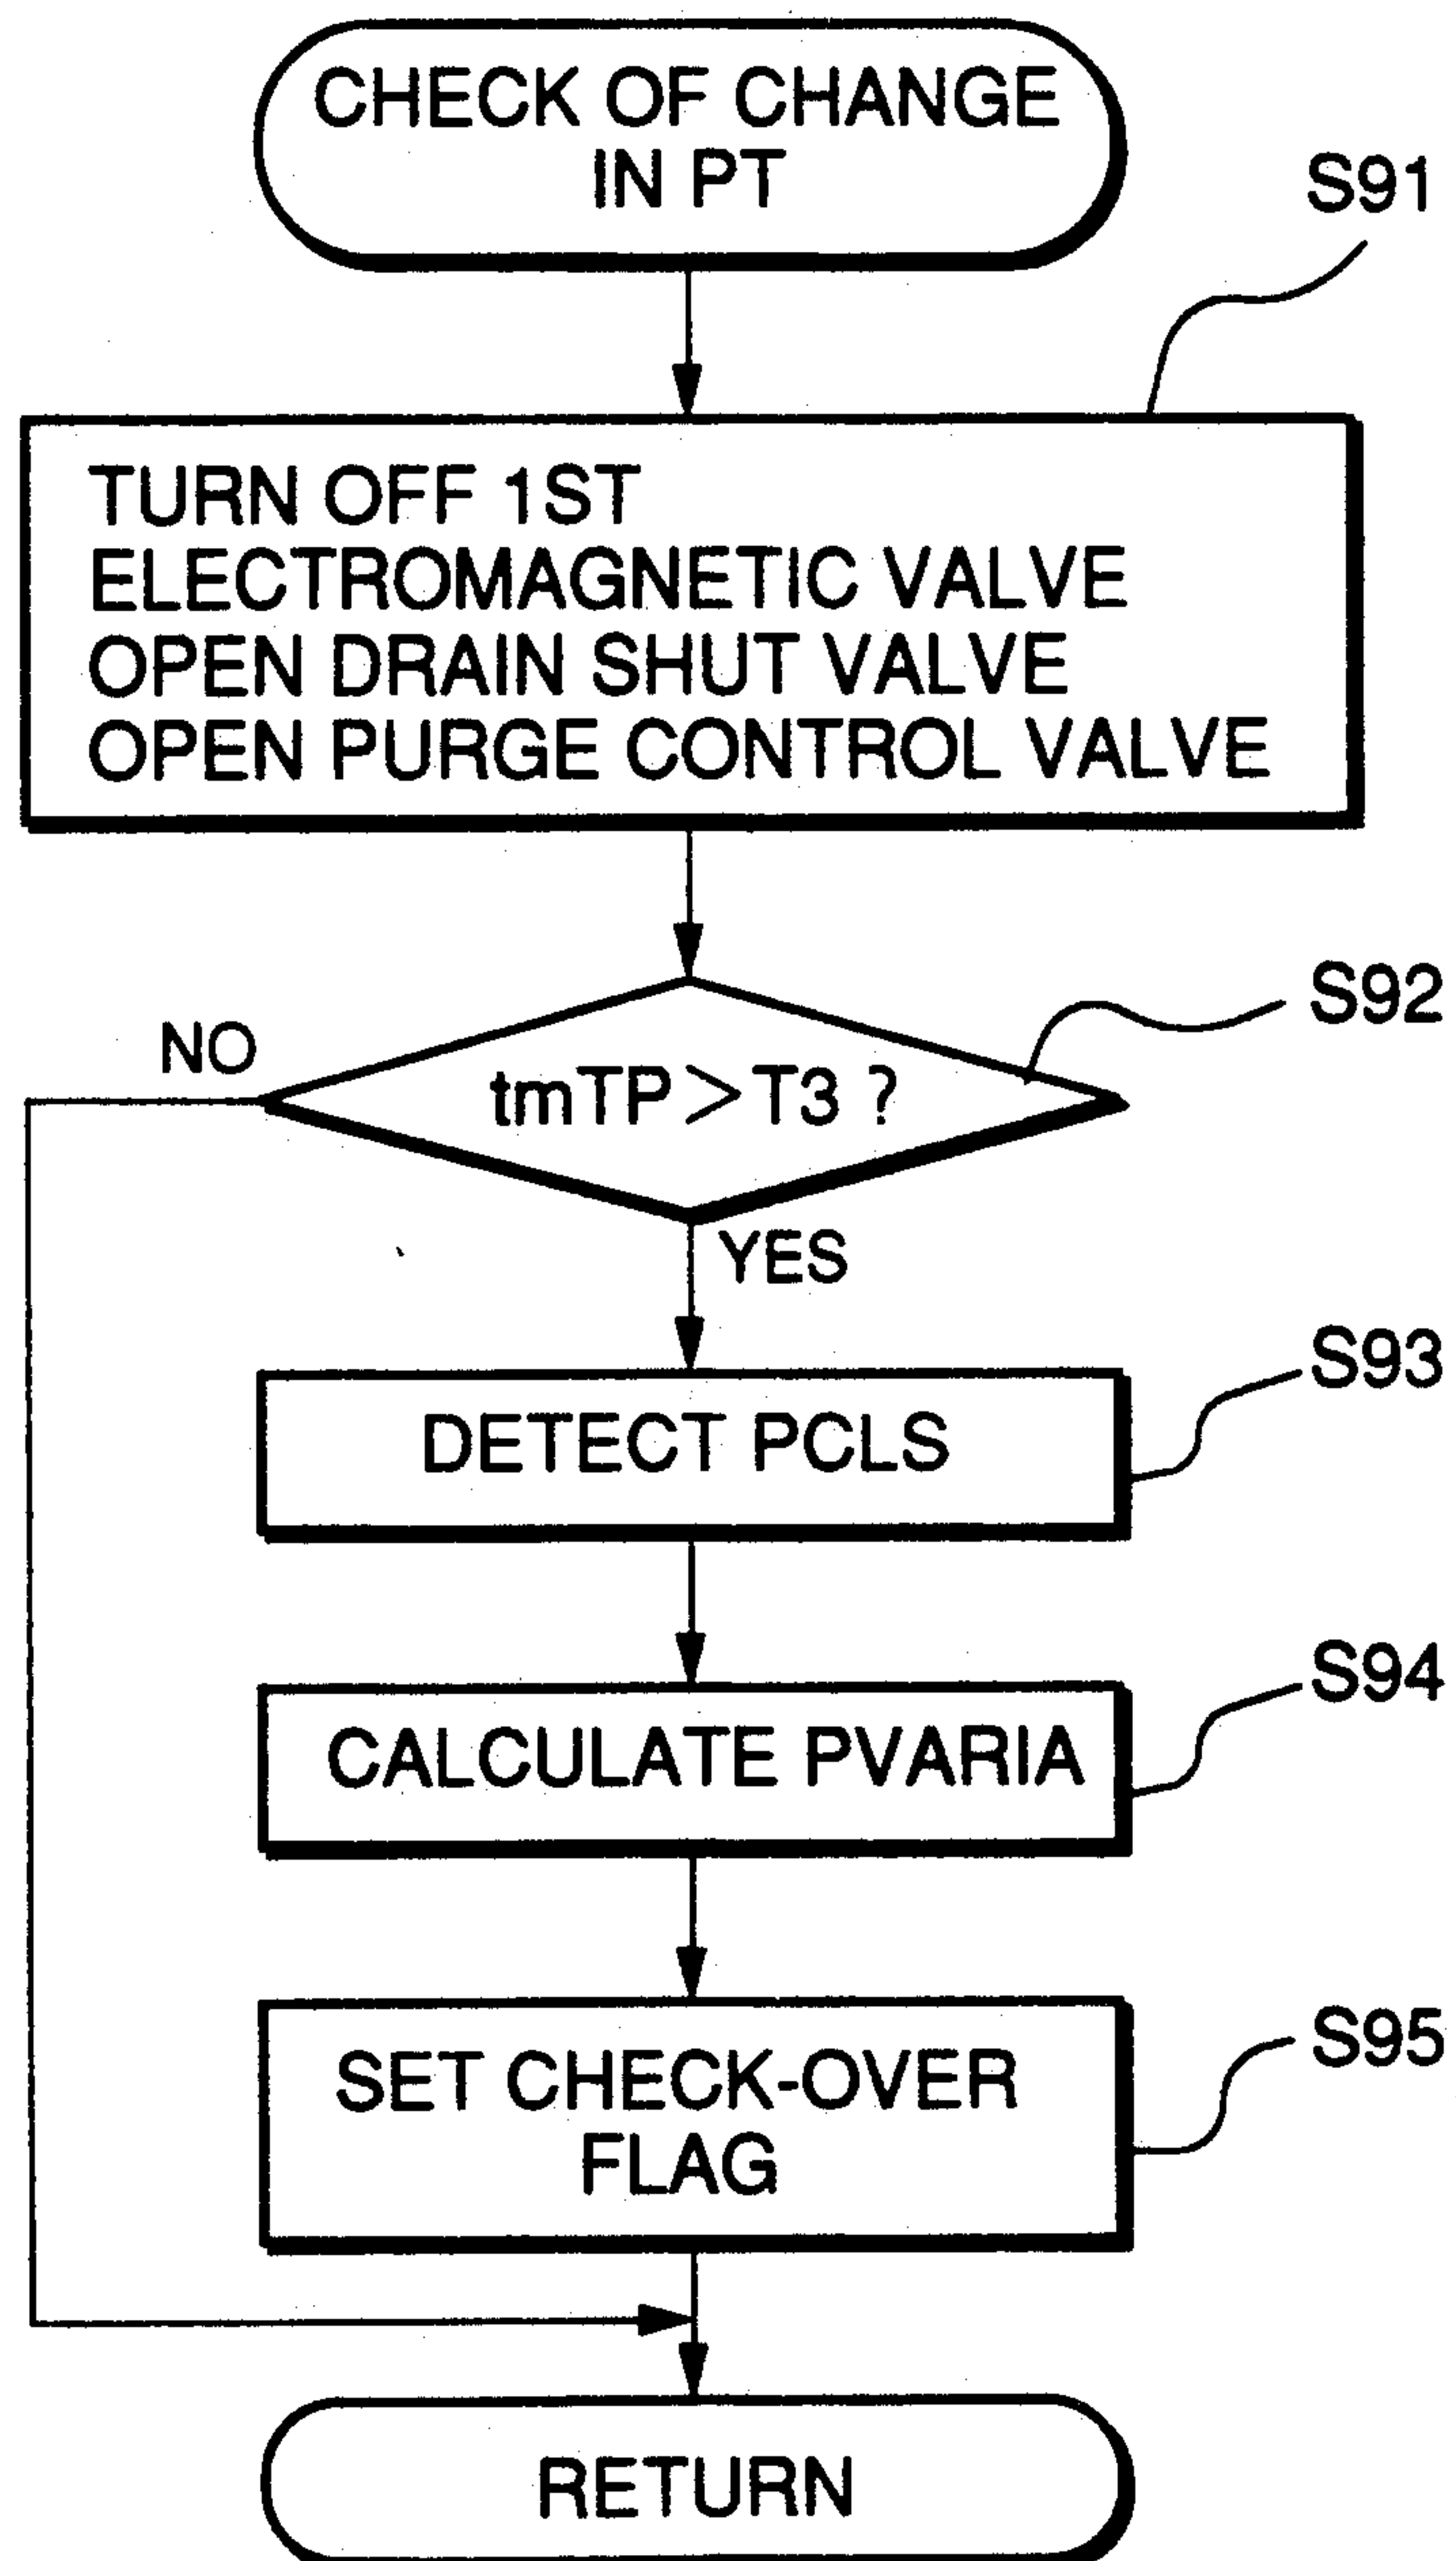 CHECK OF CHANGE
IN PT
S91
TURN OFF 1ST
ELECTROMAGNETIC VALVE
OPEN DRAIN SHUT VALVE
OPEN PURGE CONTROL VALVE
S92
NO
tmTP>T3 ?
YES
S93
DETECT PCLS
S94
CALCULATE PVARIA
S95
SET CHECK-OVER
FLAG
RETURN